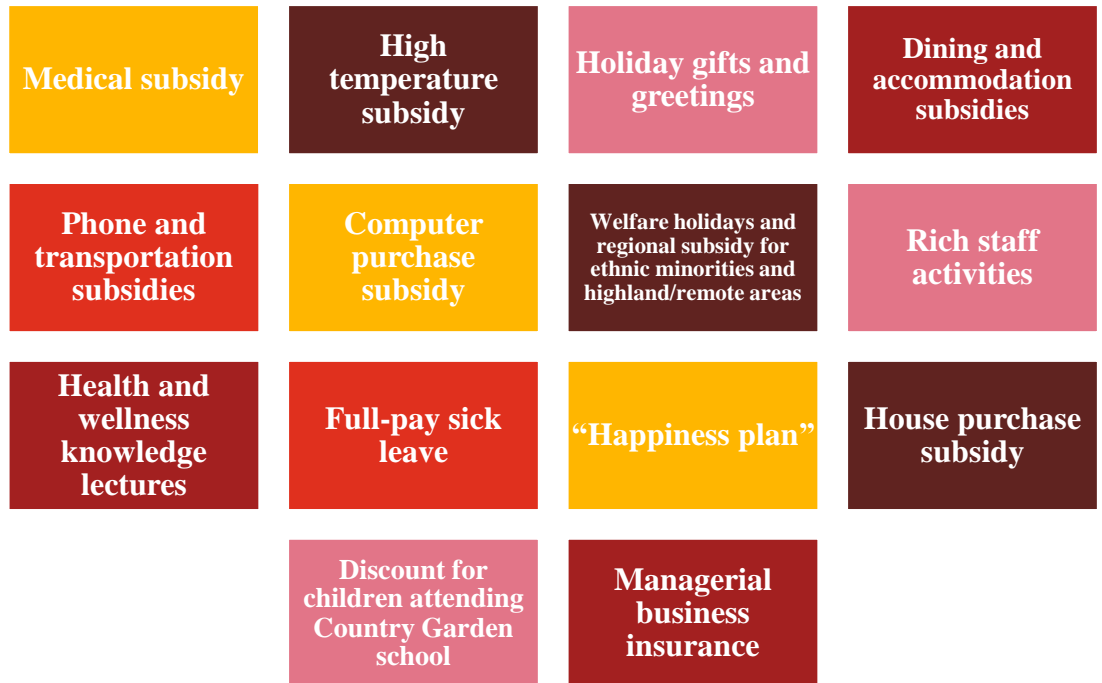 Medical subsidy
High
temperature
subsidy
Holiday gifts and
greetings
Dining and
accommodation
subsidies
Phone and
transportation
subsidies
Computer
purchase
subsidy
Welfare holidays and
regional subsidy for
ethnic minorities and
highland/remote areas
Rich staff
activities
Health and
wellness
knowledge
lectures
Full-pay sick
leave
“Happiness plan”
House purchase
subsidy
Discount for
children attending
Country Garden
school
Managerial
business
insurance